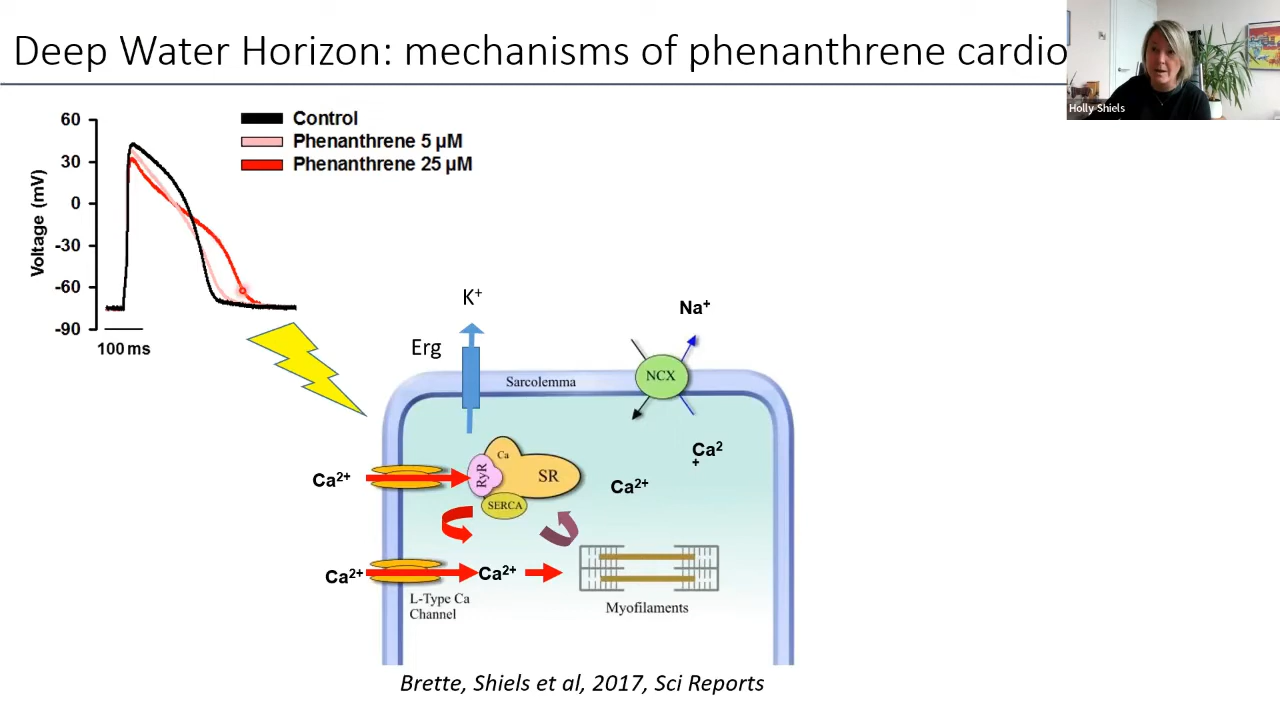 Deep Water Horizon: mechanisms of phenanthrene cardio
Holly Shiels
60
30
0
-30
-60
-90
Voltage (mV)
100 ms
Control
Phenanthrene 5 µM
Phenanthrene 25 µM
K+
Erg
Na+
Sarcolemma
NCX
Ca
RyR
SR
SERCA
Ca2+
Ca2+
Ca2
+
Ca2+
Ca2+
L-Type Ca
Channel
Myofilaments
Brette, Shiels et al, 2017, Sci Reports